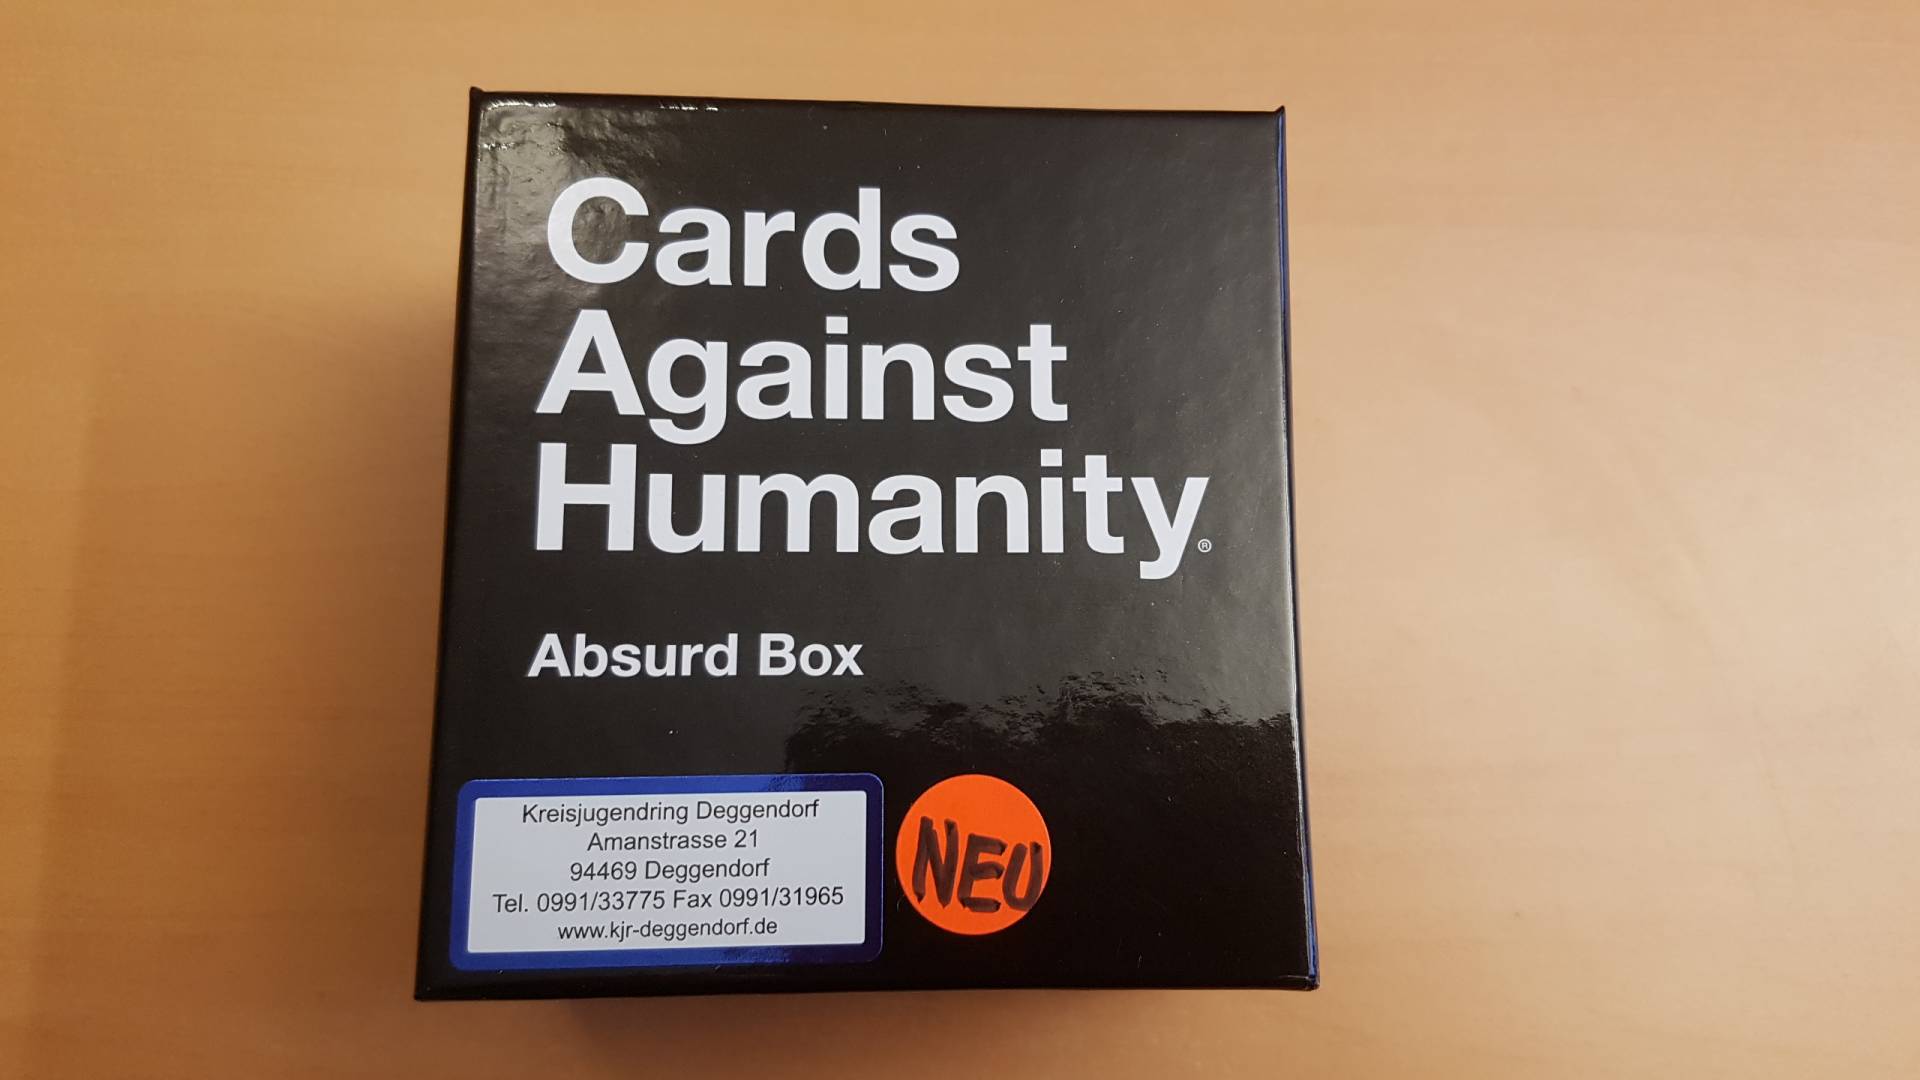 Cards
Against
Humanity®
Absurd Box
Kreisjugendring Deggendorf
Amanstrasse 21
94469 Deggendorf
Tel. 0991/33775 Fax 0991/31965
www.kjr-deggendorf.de
NEU